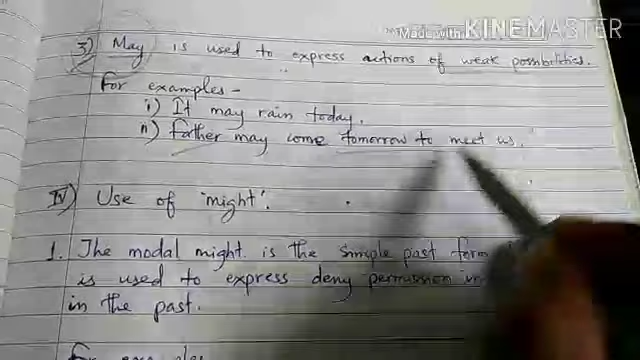 Made with KINEMASTER
3) May is used to express actions of weak possibilities.
For examples -
i) It may rain today.
ii) Father may come tomorrow to meet us.
IV) Use of 'might'.
1. The modal might is the simple past form
is used to express deny permission in
in the past.
For